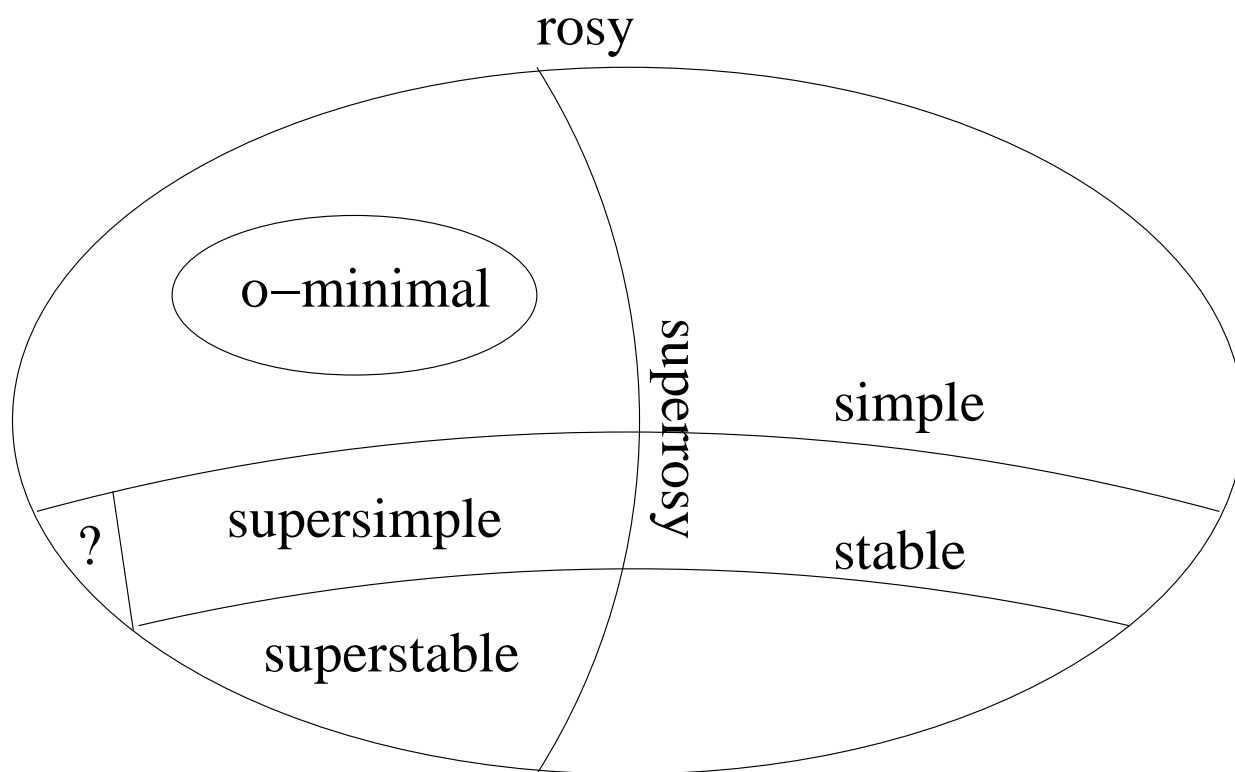 rosy
o−minimal
superrosy
simple
supersimple
?
stable
superstable